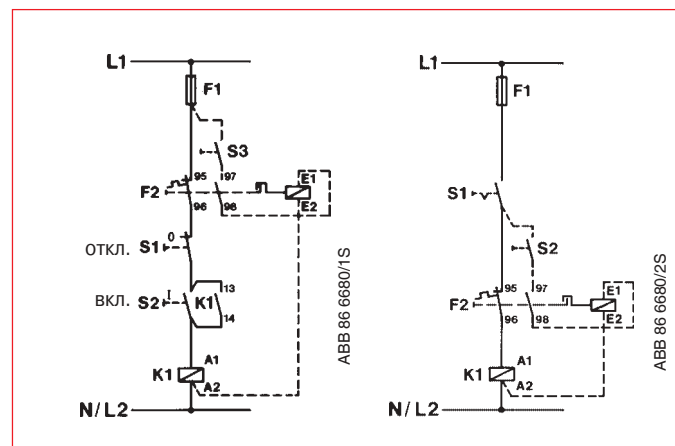 L1
F1
S3
95
97
F2
E1
E2
96
98
ОТКЛ. S1
0
ВКЛ. S2
I
K1
13
14
K1
A1
A2
N/L2
ABB 86 6680/1S
L1
F1
S1
S2
95
97
F2
E1
E2
96
98
K1
A1
A2
N/L2
ABB 86 6680/2S